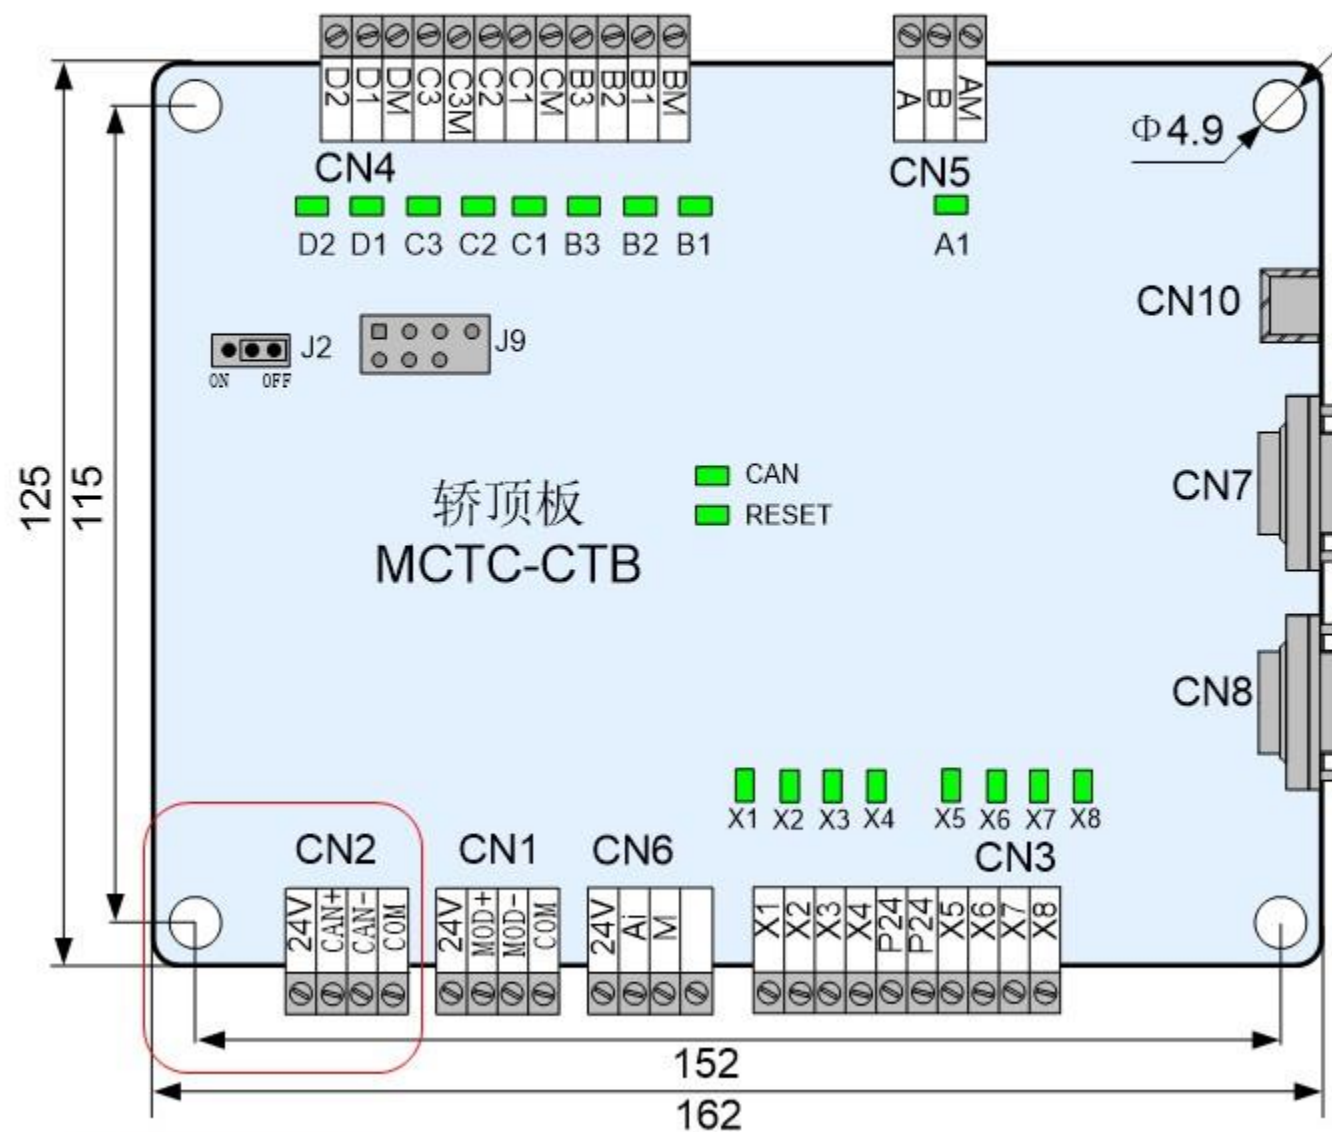 D2 D1 DM C3 C3M C2 C1 CM B3 B2 B1 BM
A B AM
Φ4.9
CN4
CN5
D2 D1 C3 C2 C1 B3 B2 B1
A1
CN10
J2
J9
ON OFF
125
115
CAN
CN7
轿顶板
RESET
MCTC-CTB
CN8
X1 X2 X3 X4 X5 X6 X7 X8
CN2 CN1 CN6 CN3
24V CAN+ CAN- COM
24V MOD+ MOD- COM
24V Ai M
X1 X2 X3 X4 P24 P24 X5 X6 X7 X8
152
162